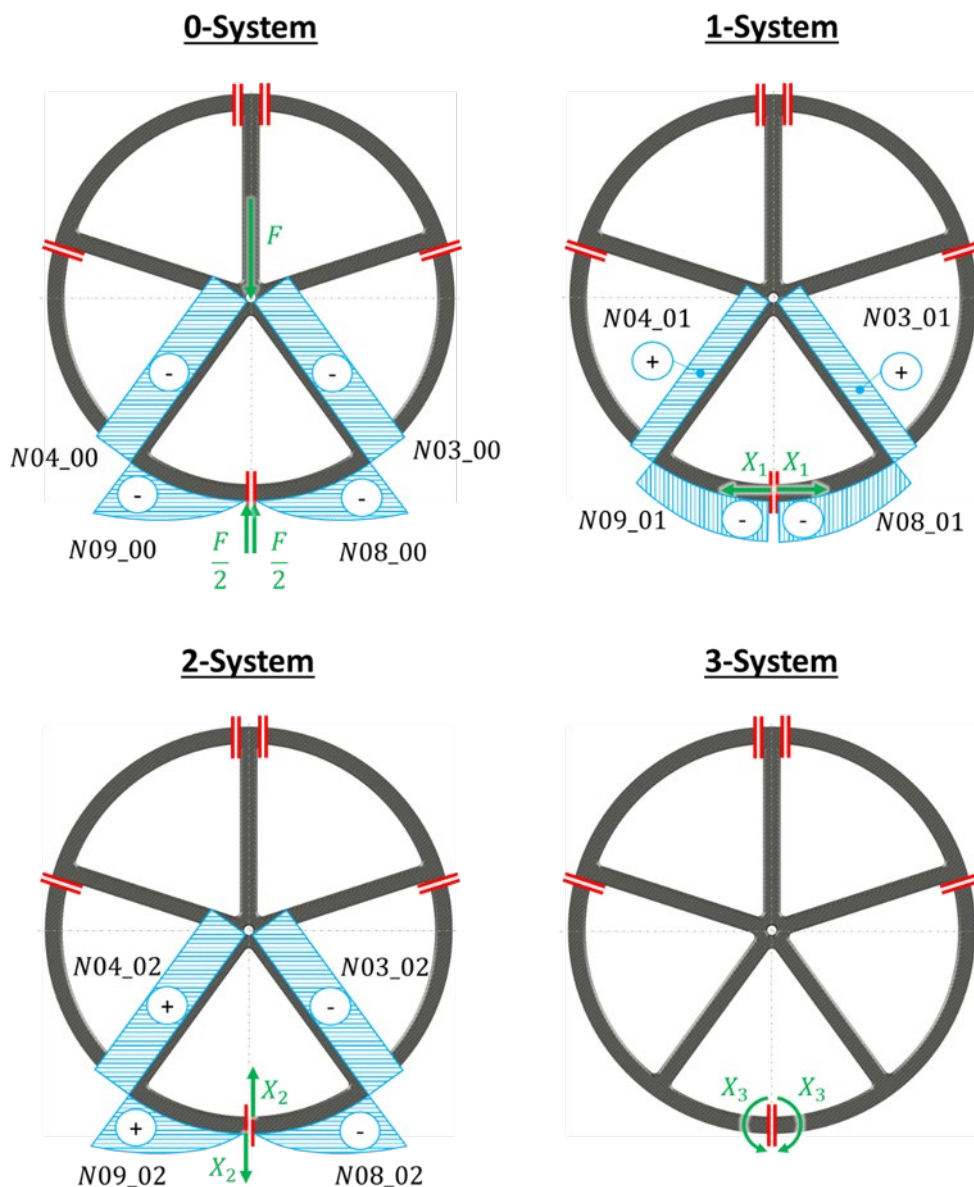 0-System
1-System
F
-
-
N04_00
N03_00
-
-
N09_00
N08_00
F/2
F/2
N04_01
N03_01
+
+
X₁
X₁
N09_01
N08_01
-
-
2-System
3-System
N04_02
N03_02
+
-
X₂
+
-
X₂
N09_02
N08_02
X₃
X₃